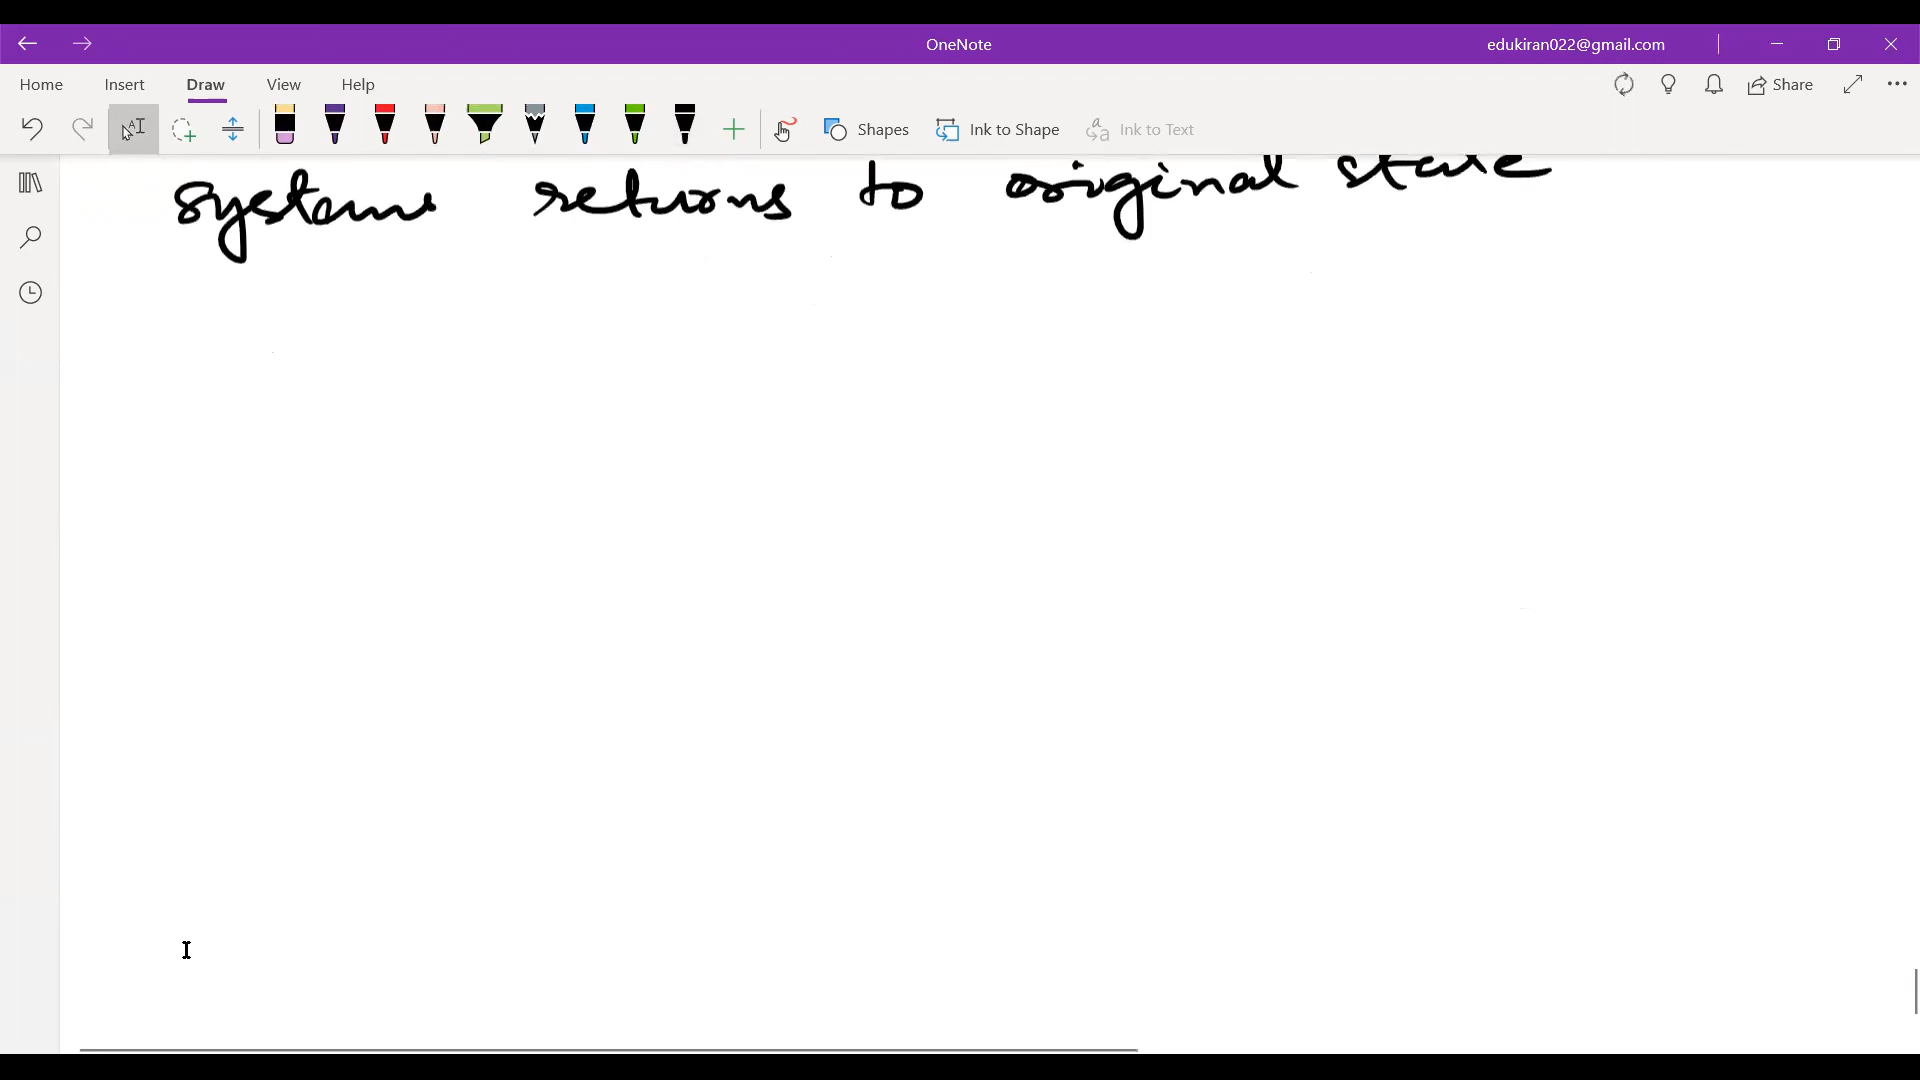 OneNote
edukiran022@gmail.com
Home Insert Draw View Help
Share
Shapes Ink to Shape Ink to Text
systems returns to original state